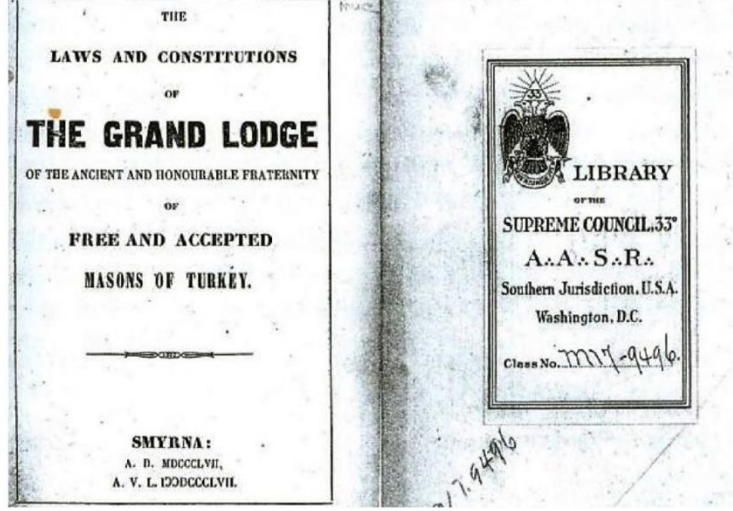 THE
LAWS AND CONSTITUTIONS
OF
THE GRAND LODGE
OF THE ANCIENT AND HONOURABLE FRATERNITY
OF
FREE AND ACCEPTED
MASONS OF TURKEY.
SMYRNA:
A. D. MDCCCLVII,
A. V. L.
33
LIBRARY
OF THE
SUPREME COUNCIL, 33°
A∴A∴S∴R∴
Southern Jurisdiction, U.S.A.
Washington, D.C.
Class No. M17-9496.
17.9496